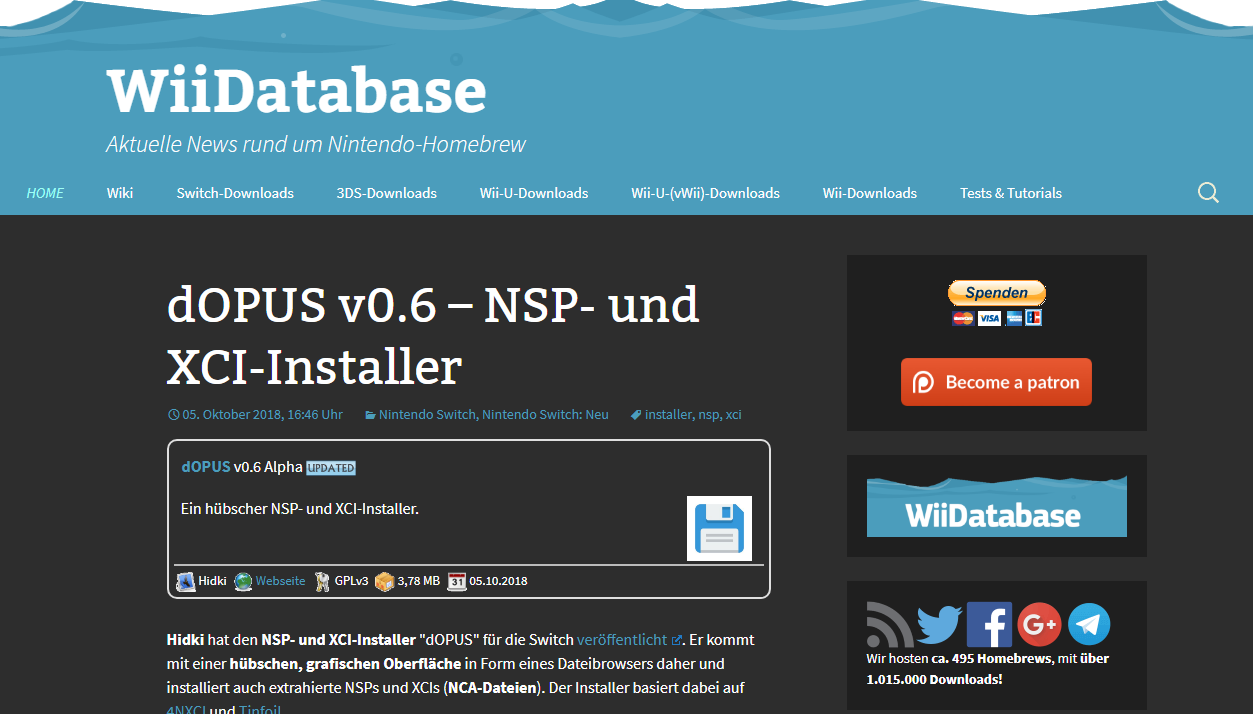 WiiDatabase
Aktuelle News rund um Nintendo-Homebrew
HOME Wiki Switch-Downloads 3DS-Downloads Wii-U-Downloads Wii-U-(vWii)-Downloads Wii-Downloads Tests & Tutorials
dOPUS v0.6 – NSP- und
XCI-Installer
05. Oktober 2018, 16:46 Uhr Nintendo Switch, Nintendo Switch: Neu installer, nsp, xci
dOPUS v0.6 Alpha UPDATED
Ein hübscher NSP- und XCI-Installer.
Hidki Webseite GPLv3 3,78 MB 31 05.10.2018
Hidki hat den NSP- und XCI-Installer "dOPUS" für die Switch veröffentlicht. Er kommt
mit einer hübschen, grafischen Oberfläche in Form eines Dateibrowsers daher und
installiert auch extrahierte NSPs und XCIs (NCA-Dateien). Der Installer basiert dabei auf
4NXCI und Tinfoil.
Spenden
VISA
Become a patron
WiiDatabase
G+
Wir hosten ca. 495 Homebrews, mit über
1.015.000 Downloads!